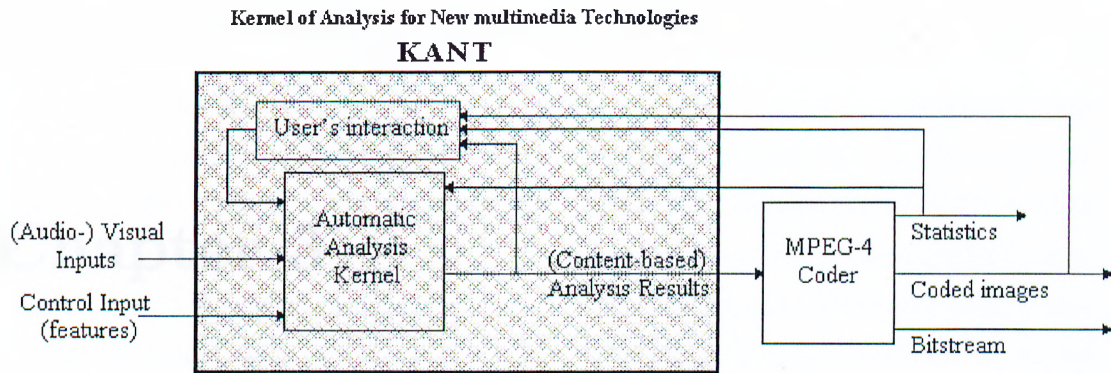 Kernel of Analysis for New multimedia Technologies
KANT
User's interaction
Automatic
Analysis
Kernel
(Audio-) Visual
Inputs
Control Input
(features)
(Content-based)
Analysis Results
MPEG-4
Coder
Statistics
Coded images
Bitstream